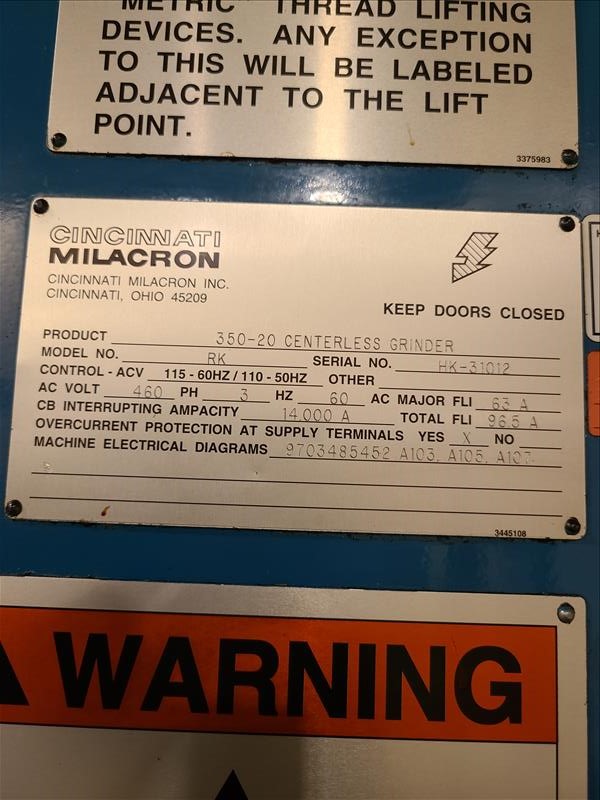 "METRIC" THREAD LIFTING
DEVICES. ANY EXCEPTION
TO THIS WILL BE LABELED
ADJACENT TO THE LIFT
POINT.
3375983
CINCINNATI
MILACRON
CINCINNATI MILACRON INC.
CINCINNATI, OHIO 45209
KEEP DOORS CLOSED
PRODUCT 350-20 CENTERLESS GRINDER
MODEL NO. RK SERIAL NO. HK-31012
CONTROL - ACV 115 - 60HZ / 110 - 50HZ OTHER
AC VOLT 460 PH 3 HZ 60 AC MAJOR FLI 63 A
CB INTERRUPTING AMPACITY 14,000 A TOTAL FLI 96.5 A
OVERCURRENT PROTECTION AT SUPPLY TERMINALS YES X NO
MACHINE ELECTRICAL DIAGRAMS 9703485452 A103, A105, A107
3445108
WARNING